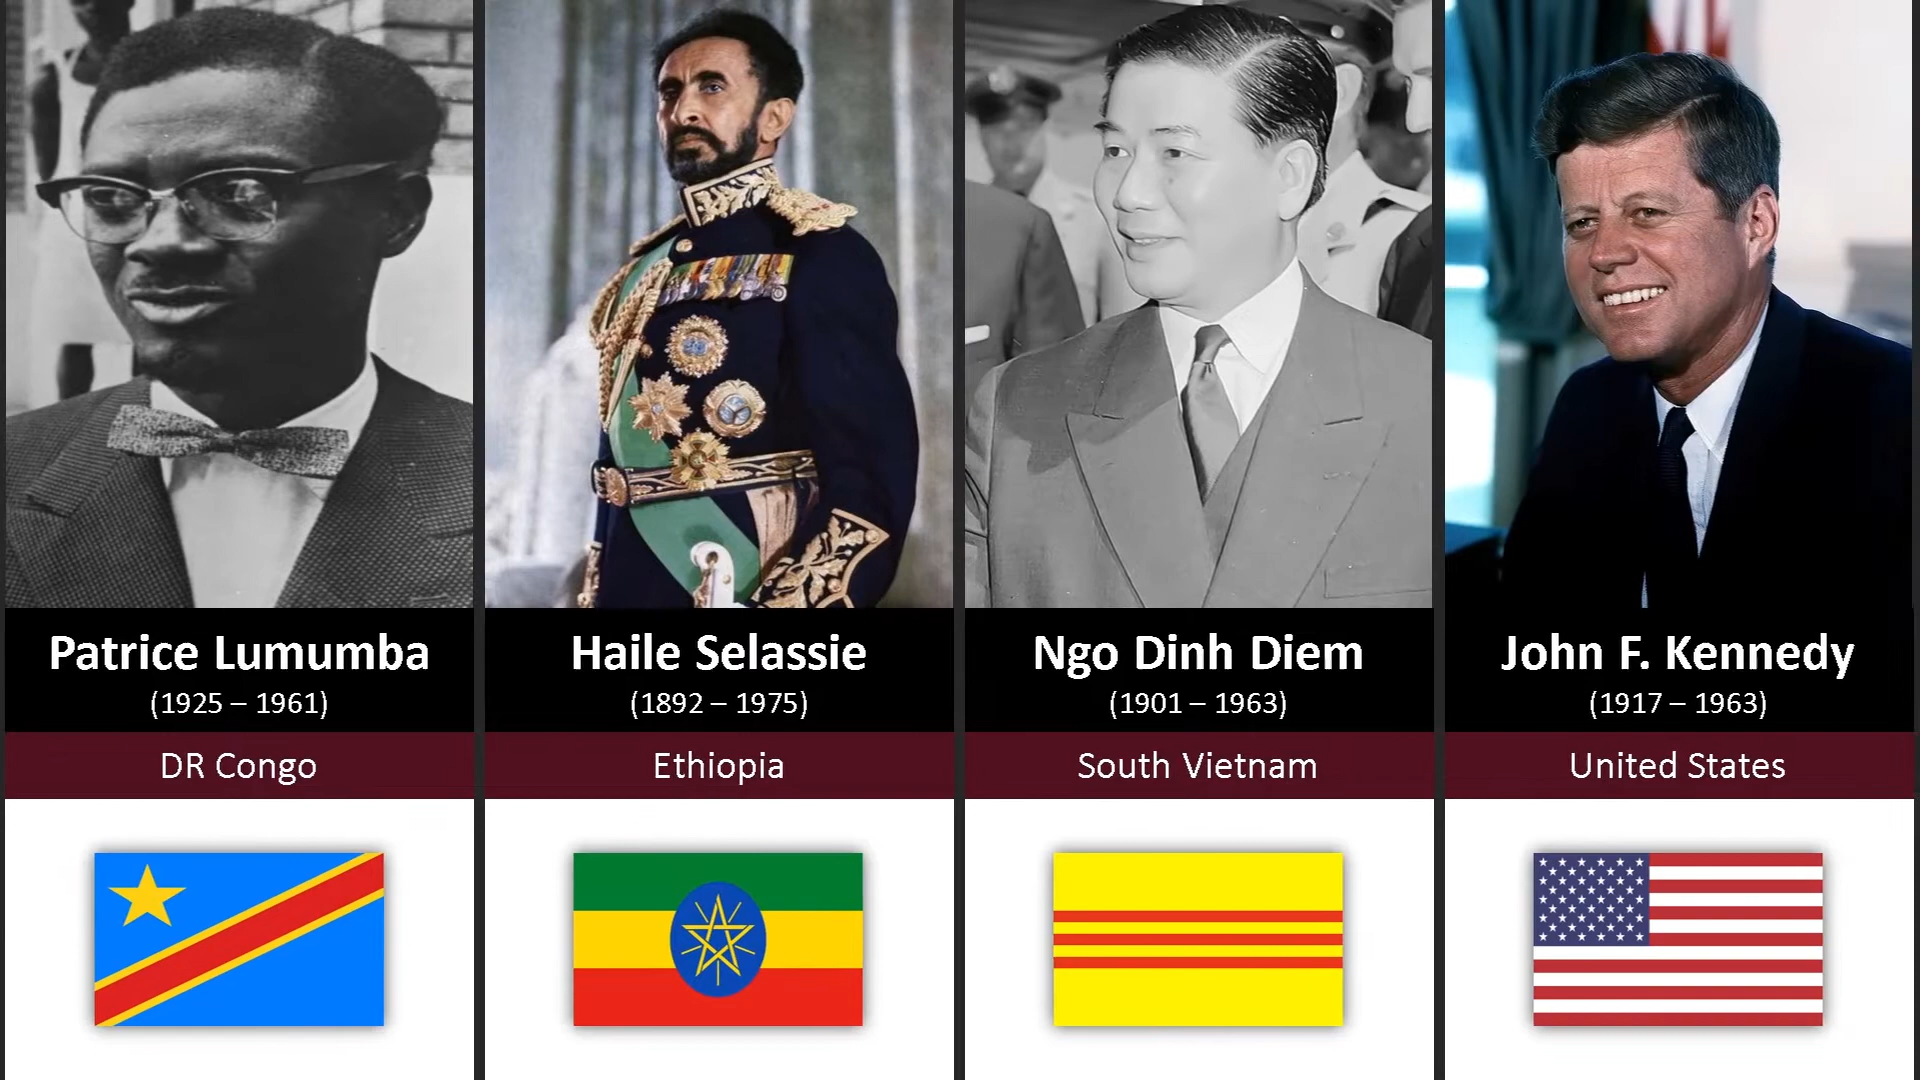 Patrice Lumumba
(1925 – 1961)
DR Congo
Haile Selassie
(1892 – 1975)
Ethiopia
Ngo Dinh Diem
(1901 – 1963)
South Vietnam
John F. Kennedy
(1917 – 1963)
United States